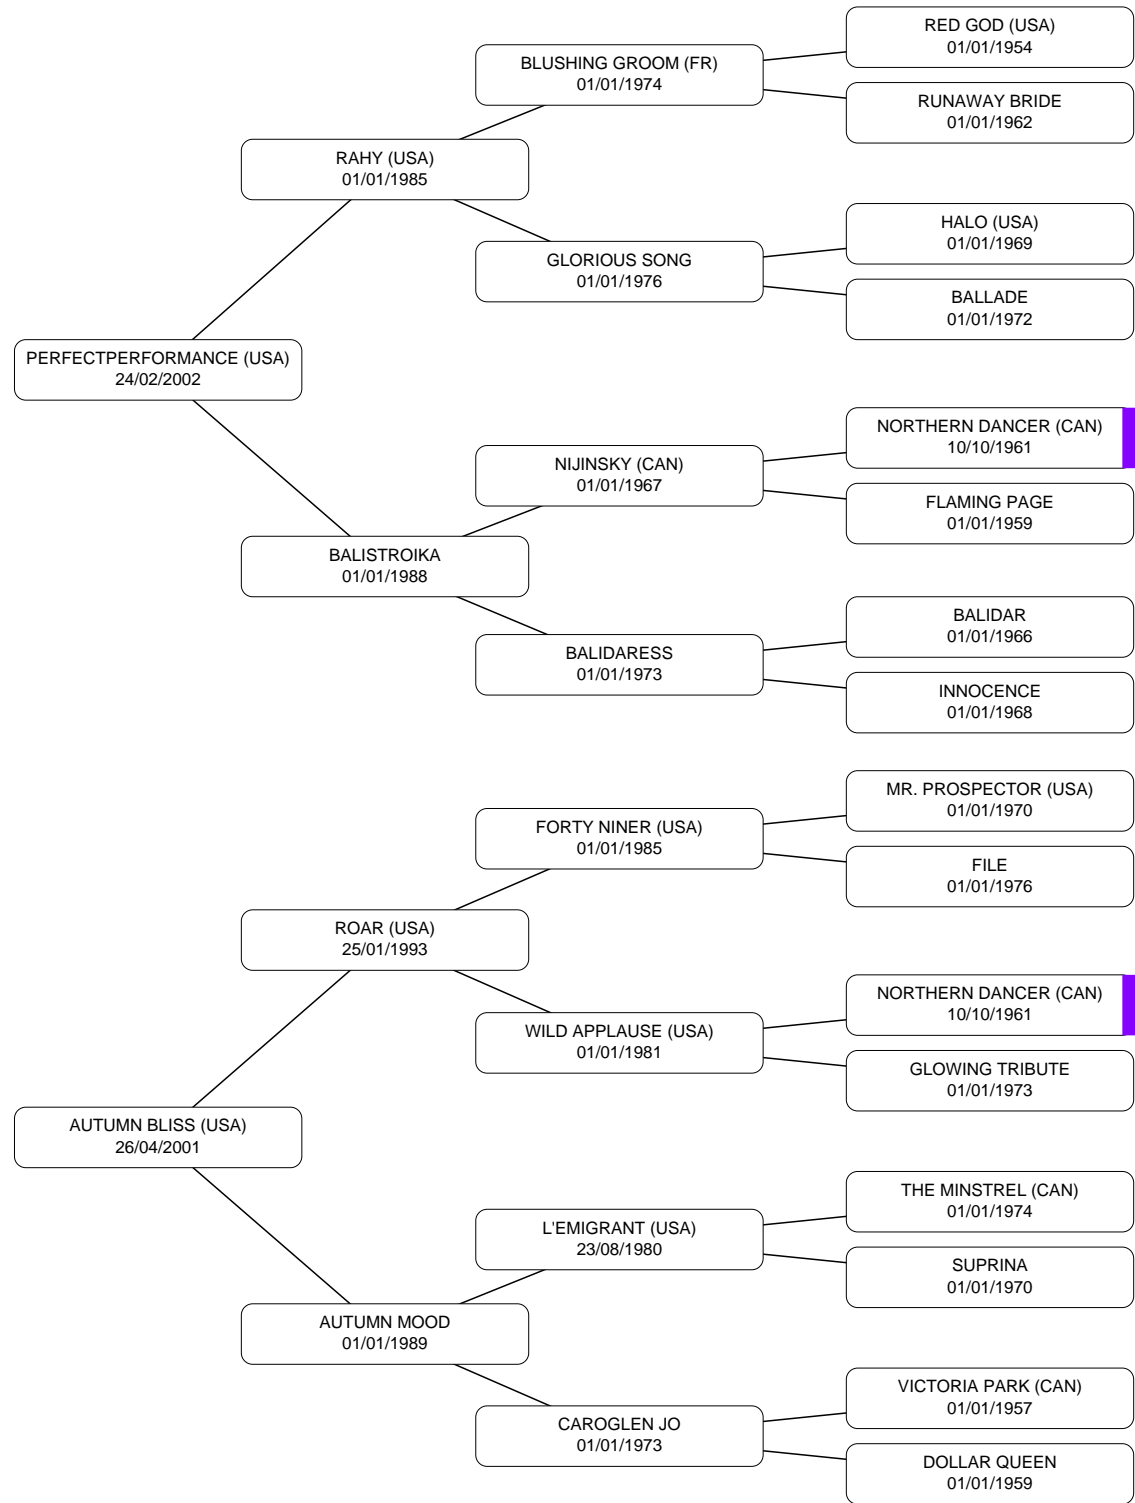 RED GOD (USA)
01/01/1954
BLUSHING GROOM (FR)
01/01/1974
RUNAWAY BRIDE
01/01/1962
RAHY (USA)
01/01/1985
HALO (USA)
01/01/1969
GLORIOUS SONG
01/01/1976
BALLADE
01/01/1972
PERFECTPERFORMANCE (USA)
24/02/2002
NORTHERN DANCER (CAN)
10/10/1961
NIJINSKY (CAN)
01/01/1967
FLAMING PAGE
01/01/1959
BALISTROIKA
01/01/1988
BALIDAR
01/01/1966
BALIDARESS
01/01/1973
INNOCENCE
01/01/1968
MR. PROSPECTOR (USA)
01/01/1970
FORTY NINER (USA)
01/01/1985
FILE
01/01/1976
ROAR (USA)
25/01/1993
NORTHERN DANCER (CAN)
10/10/1961
WILD APPLAUSE (USA)
01/01/1981
GLOWING TRIBUTE
01/01/1973
AUTUMN BLISS (USA)
26/04/2001
THE MINSTREL (CAN)
01/01/1974
L'EMIGRANT (USA)
23/08/1980
SUPRINA
01/01/1970
AUTUMN MOOD
01/01/1989
VICTORIA PARK (CAN)
01/01/1957
CAROGLEN JO
01/01/1973
DOLLAR QUEEN
01/01/1959